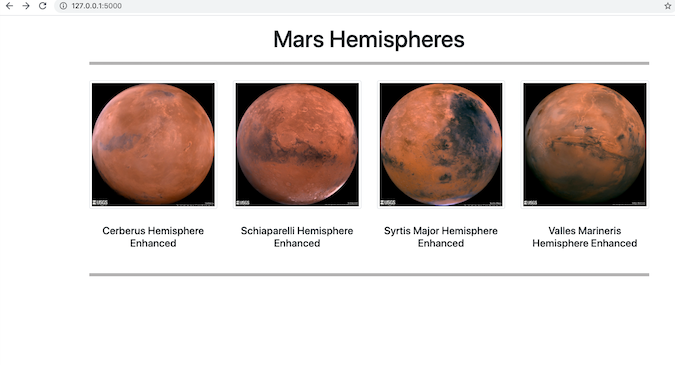 127.0.0.1:5000
Mars Hemispheres
USGS
USGS
USGS
USGS
Cerberus Hemisphere
Enhanced
Schiaparelli Hemisphere
Enhanced
Syrtis Major Hemisphere
Enhanced
Valles Marineris
Hemisphere Enhanced